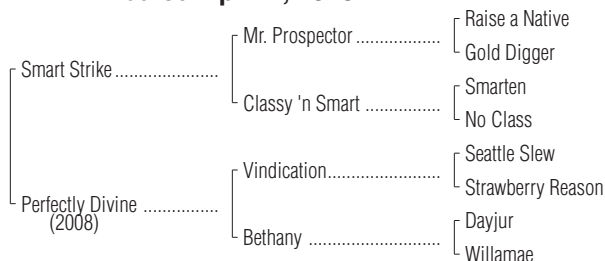 Raise a Native
Mr. Prospector ..................
Gold Digger
Smart Strike ......................
Smarten
Classy 'n Smart ................
No Class
Seattle Slew
Vindication........................
Strawberry Reason
Perfectly Divine ................
(2008)
Dayjur
Bethany ............................
Willamae